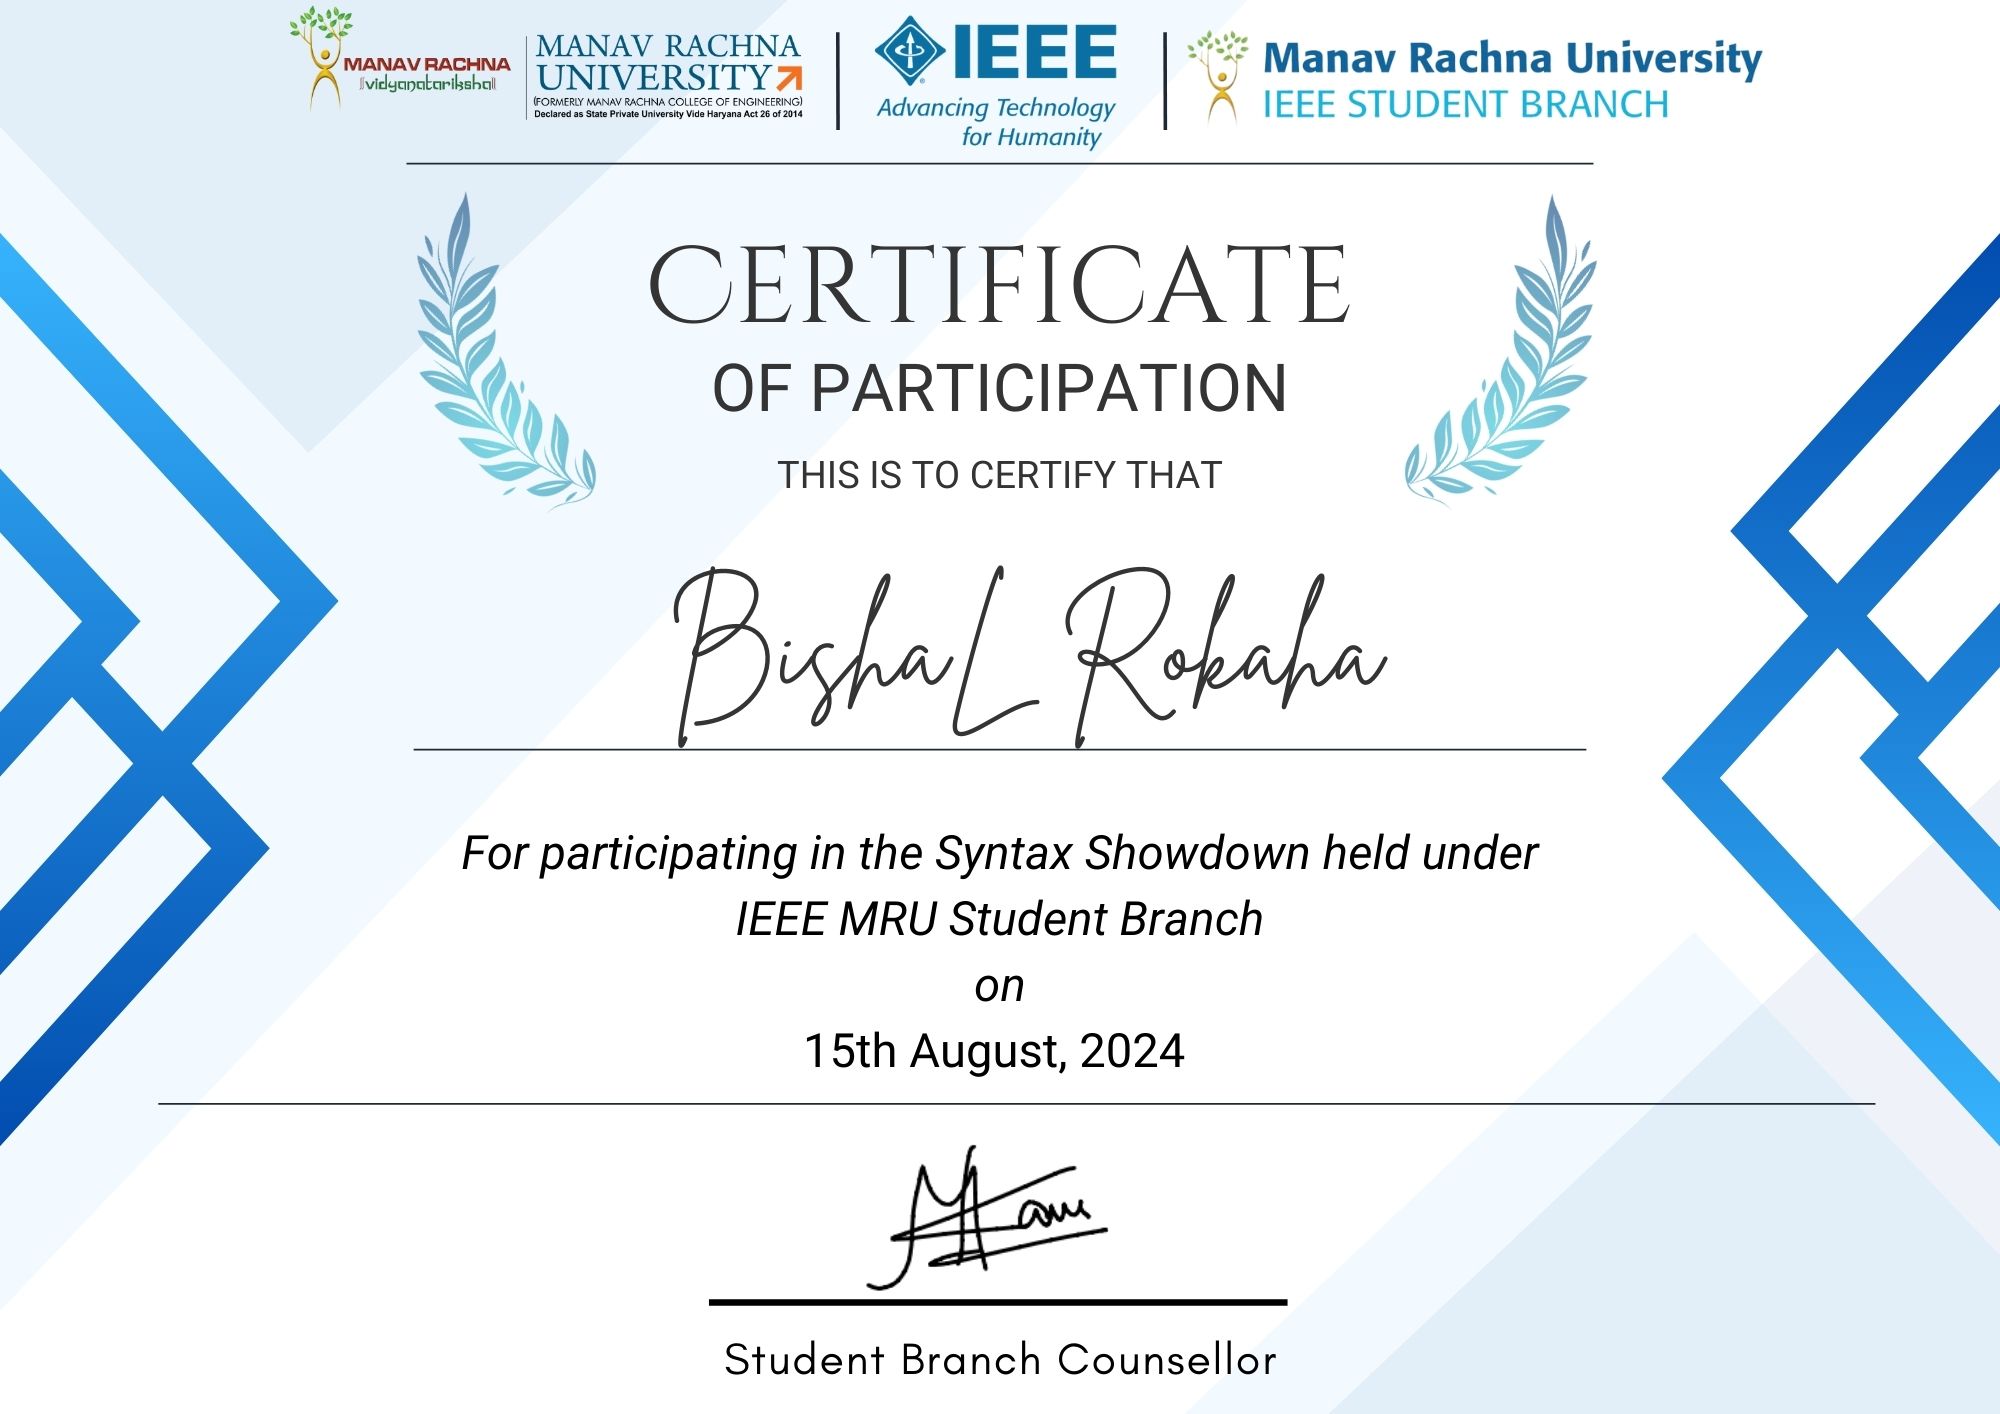 MANAV RACHNA
vidyanatariksha
MANAV RACHNA
UNIVERSITY
(FORMERLY MANAV RACHNA COLLEGE OF ENGINEERING)
Declared as State Private University Vide Haryana Act 26 of 2014
IEEE
Advancing Technology
for Humanity
Manav Rachna University
IEEE STUDENT BRANCH
CERTIFICATE
OF PARTICIPATION
THIS IS TO CERTIFY THAT
BishaL Rokaha
For participating in the Syntax Showdown held under
IEEE MRU Student Branch
on
15th August, 2024
Student Branch Counsellor